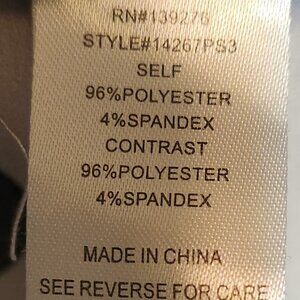 RN#139276
STYLE#14267PS3
SELF
96%POLYESTER
4%SPANDEX
CONTRAST
96%POLYESTER
4%SPANDEX
MADE IN CHINA
SEE REVERSE FOR CARE